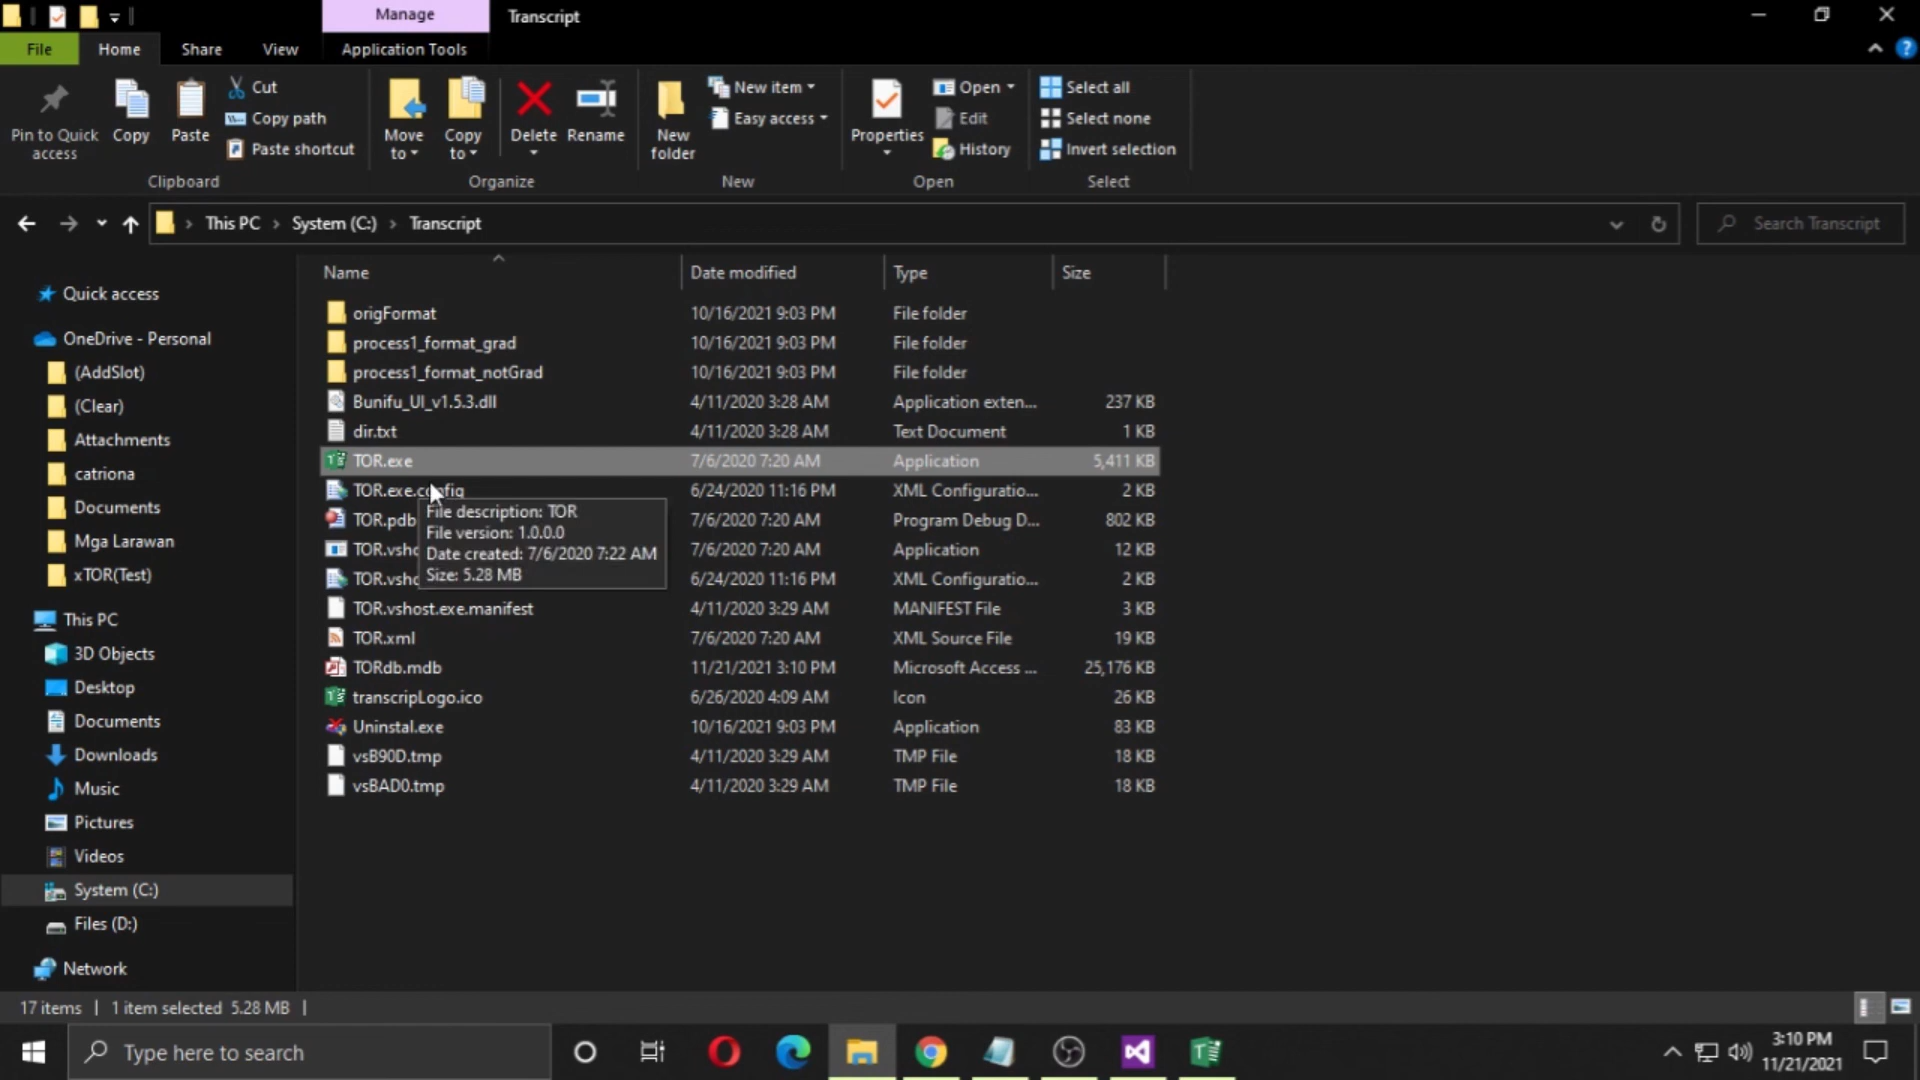 Manage
Transcript
File
Home
Share
View
Application Tools
Pin to Quick
access
Copy
Paste
Cut
Copy path
Paste shortcut
Clipboard
Move
to
Copy
to
Delete
Rename
Organize
New
folder
New item
Easy access
New
Properties
Open
Edit
History
Open
Select all
Select none
Invert selection
Select
This PC
System (C:)
Transcript
Search Transcript
Name
Date modified
Type
Size
Quick access
OneDrive - Personal
(AddSlot)
(Clear)
Attachments
catriona
Documents
Mga Larawan
xTOR(Test)
This PC
3D Objects
Desktop
Documents
Downloads
Music
Pictures
Videos
System (C:)
Files (D:)
Network
origFormat 10/16/2021 9:03 PM File folder
process1_format_grad 10/16/2021 9:03 PM File folder
process1_format_notGrad 10/16/2021 9:03 PM File folder
Bunifu_UI_v1.5.3.dll 4/11/2020 3:28 AM Application exten... 237 KB
dir.txt 4/11/2020 3:28 AM Text Document 1 KB
TOR.exe 7/6/2020 7:20 AM Application 5,411 KB
TOR.exe.config 6/24/2020 11:16 PM XML Configuratio... 2 KB
TOR.pdb 7/6/2020 7:20 AM Program Debug D... 802 KB
TOR.vsho 7/6/2020 7:20 AM Application 12 KB
TOR.vsho 6/24/2020 11:16 PM XML Configuratio... 2 KB
TOR.vshost.exe.manifest 4/11/2020 3:29 AM MANIFEST File 3 KB
TOR.xml 7/6/2020 7:20 AM XML Source File 19 KB
TORdb.mdb 11/21/2021 3:10 PM Microsoft Access ... 25,176 KB
transcripLogo.ico 6/26/2020 4:09 AM Icon 26 KB
Uninstal.exe 10/16/2021 9:03 PM Application 83 KB
vsB90D.tmp 4/11/2020 3:29 AM TMP File 18 KB
vsBAD0.tmp 4/11/2020 3:29 AM TMP File 18 KB
File description: TOR
File version: 1.0.0.0
Date created: 7/6/2020 7:22 AM
Size: 5.28 MB
17 items
1 item selected 5.28 MB
Type here to search
3:10 PM
11/21/2021